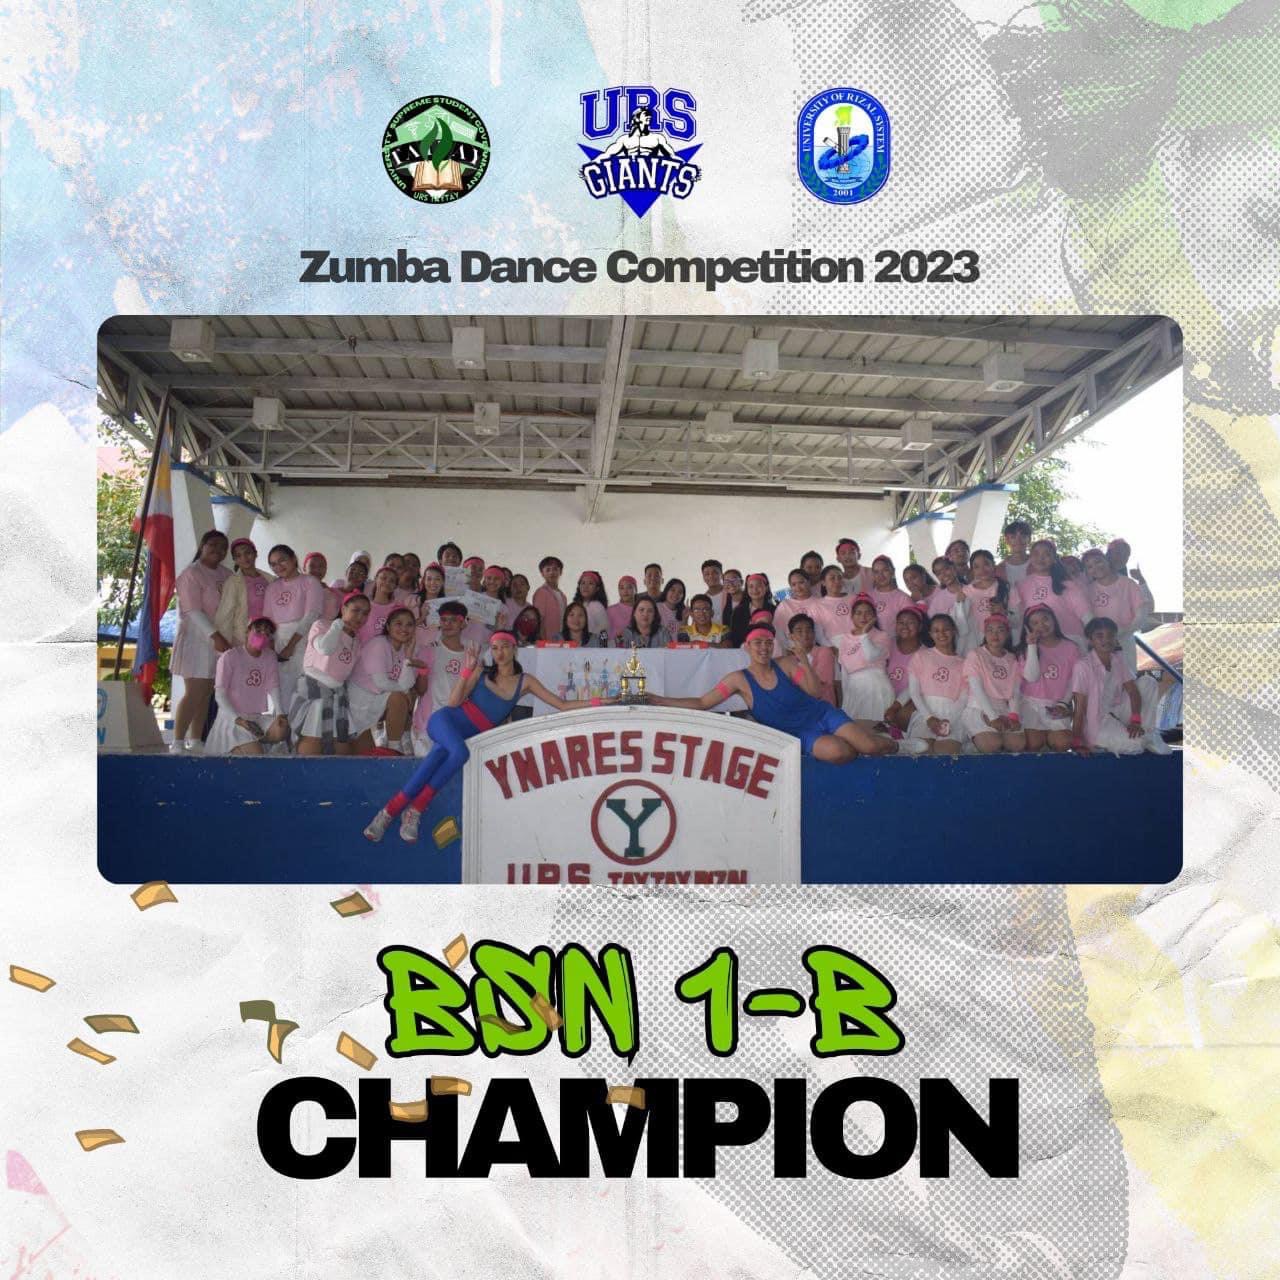 UNIVERSITY SUPREME STUDENT GOVERNMENT
TAYTAY
URS TAYTAY
URS
GIANTS
UNIVERSITY OF RIZAL SYSTEM
2001
Zumba Dance Competition 2023
B
YNARES STAGE
Y
URS TAYTAY RIZAL
BSN 1-B
CHAMPION